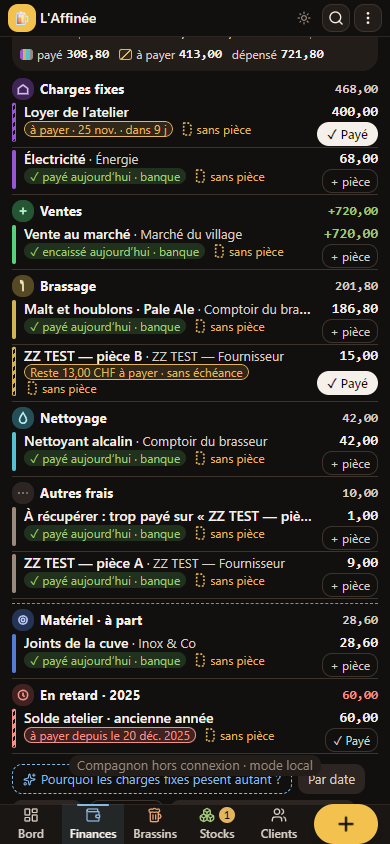 L'Affinée
payé 308,80 à payer 413,00 dépensé 721,80
Charges fixes 468,00
Loyer de l'atelier 400,00
à payer · 25 nov. · dans 9 j sans pièce ✓ Payé
Électricité · Énergie 68,00
✓ payé aujourd'hui · banque sans pièce + pièce
Ventes +720,00
Vente au marché · Marché du village +720,00
✓ encaissé aujourd'hui · banque sans pièce + pièce
Brassage 201,80
Malt et houblons · Pale Ale · Comptoir du bra... 186,80
✓ payé aujourd'hui · banque sans pièce + pièce
ZZ TEST — pièce B · ZZ TEST — Fournisseur 15,00
Reste 13,00 CHF à payer · sans échéance
sans pièce ✓ Payé
Nettoyage 42,00
Nettoyant alcalin · Comptoir du brasseur 42,00
✓ payé aujourd'hui · banque sans pièce + pièce
Autres frais 10,00
À récupérer : trop payé sur « ZZ TEST — piè... 1,00
✓ payé aujourd'hui · banque sans pièce + pièce
ZZ TEST — pièce A · ZZ TEST — Fournisseur 9,00
✓ payé aujourd'hui · banque sans pièce + pièce
Matériel · à part 28,60
Joints de la cuve · Inox & Co 28,60
✓ payé aujourd'hui · banque sans pièce + pièce
En retard · 2025 60,00
Solde atelier · ancienne année 60,00
à payer depuis le 20 déc. 2025 sans pièce ✓ Payé
Compagnon hors connexion · mode local
Pourquoi les charges fixes pèsent autant ? Par date
Bord Finances Brassins Stocks 1 Clients +